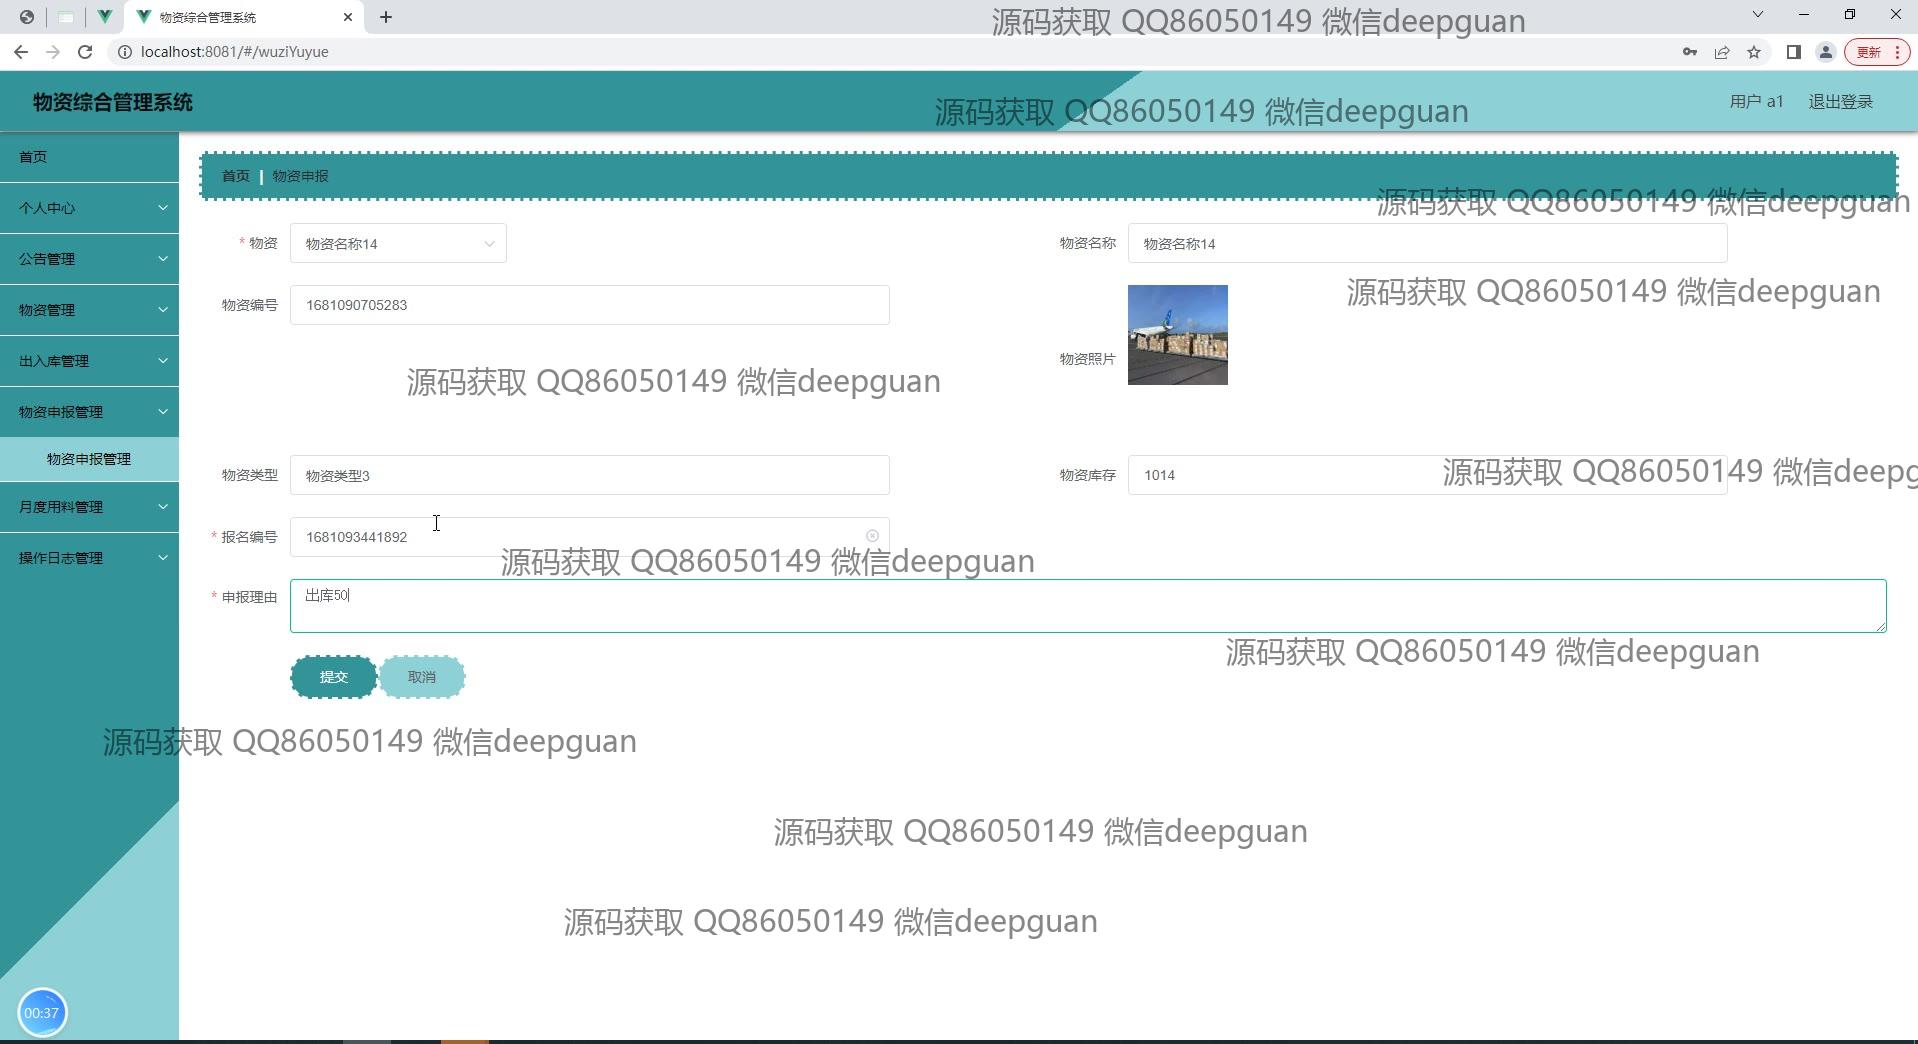 物资综合管理系统
localhost:8081/#/wuziYuyue
更新
源码获取 QQ86050149 微信deepguan
物资综合管理系统
用户 a1
退出登录
源码获取 QQ86050149 微信deepguan
首页
个人中心
公告管理
物资管理
出入库管理
物资申报管理
物资申报管理
月度用料管理
操作日志管理
首页 | 物资申报
源码获取 QQ86050149 微信deepguan
* 物资 物资名称14
物资名称 物资名称14
物资编号 1681090705283
源码获取 QQ86050149 微信deepguan
物资照片
源码获取 QQ86050149 微信deepguan
物资类型 物资类型3
物资库存 1014
源码获取 QQ86050149 微信deepg
* 报名编号 1681093441892
源码获取 QQ86050149 微信deepguan
* 申报理由 出库50
源码获取 QQ86050149 微信deepguan
提交
取消
源码获取 QQ86050149 微信deepguan
源码获取 QQ86050149 微信deepguan
源码获取 QQ86050149 微信deepguan
00:37